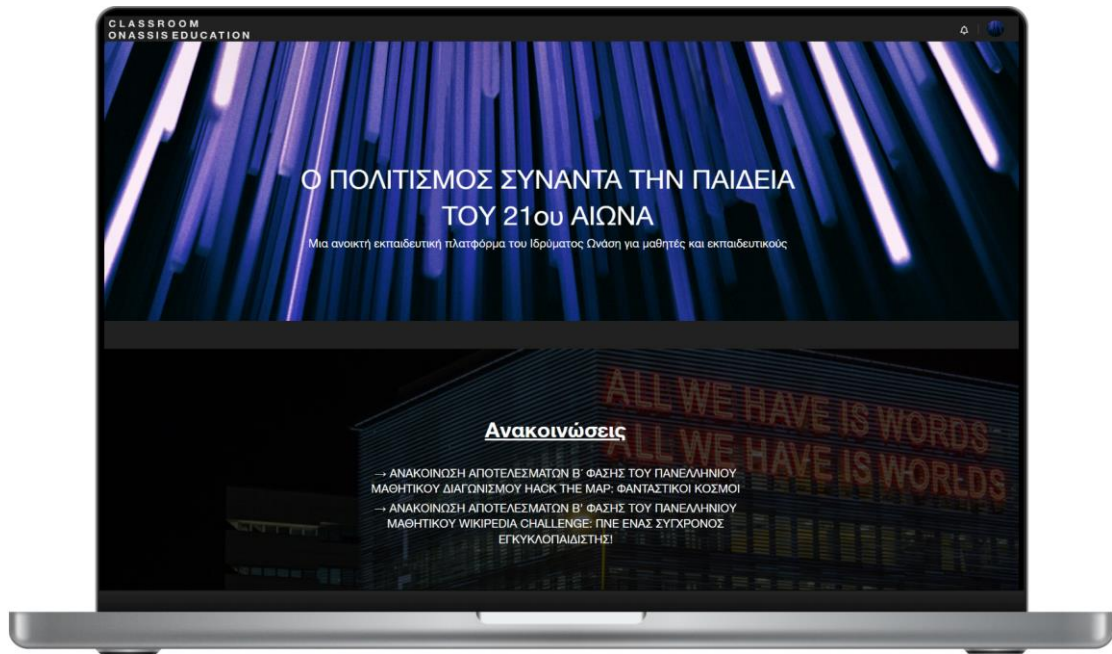 CLASSROOM
ONASSIS EDUCATION
Ο ΠΟΛΙΤΙΣΜΟΣ ΣΥΝΑΝΤΑ ΤΗΝ ΠΑΙΔΕΙΑ
ΤΟΥ 21ου ΑΙΩΝΑ
Μια ανοικτή εκπαιδευτική πλατφόρμα του Ιδρύματος Ωνάση για μαθητές και εκπαιδευτικούς
ALL WE HAVE IS WORDS
ALL WE HAVE IS WORLDS
Ανακοινώσεις
→ ΑΝΑΚΟΙΝΩΣΗ ΑΠΟΤΕΛΕΣΜΑΤΩΝ Β΄ ΦΑΣΗΣ ΤΟΥ ΠΑΝΕΛΛΗΝΙΟΥ
ΜΑΘΗΤΙΚΟΥ ΔΙΑΓΩΝΙΣΜΟΥ HACK THE MAP: ΦΑΝΤΑΣΤΙΚΟΙ ΚΟΣΜΟΙ
→ ΑΝΑΚΟΙΝΩΣΗ ΑΠΟΤΕΛΕΣΜΑΤΩΝ Β' ΦΑΣΗΣ ΤΟΥ ΠΑΝΕΛΛΗΝΙΟΥ
ΜΑΘΗΤΙΚΟΥ WIKIPEDIA CHALLENGE: ΓΙΝΕ ΕΝΑΣ ΣΥΓΧΡΟΝΟΣ
ΕΓΚΥΚΛΟΠΑΙΔΙΣΤΗΣ!